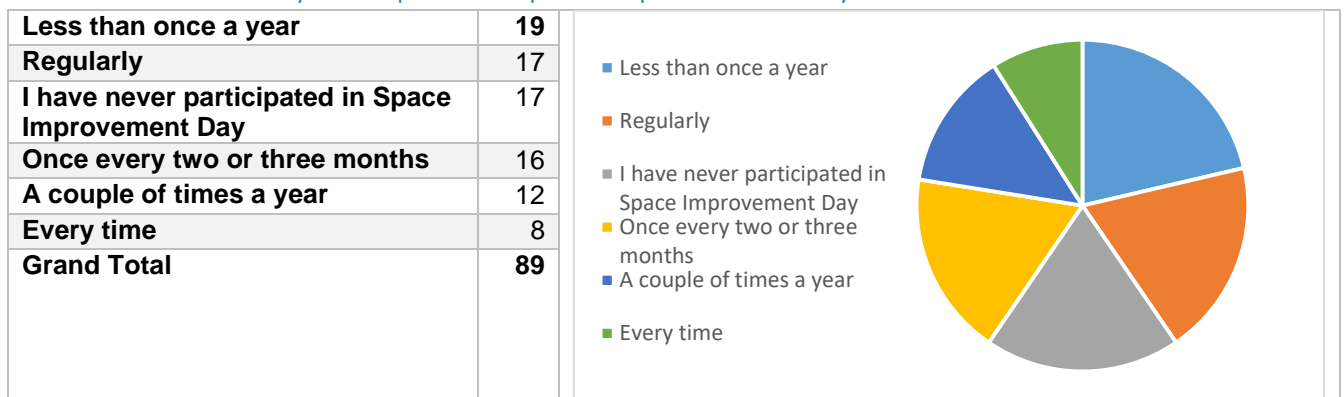 Less than once a year 19
Regularly 17
I have never participated in Space 17
Improvement Day
Once every two or three months 16
A couple of times a year 12
Every time 8
Grand Total 89
Less than once a year
Regularly
I have never participated in
Space Improvement Day
Once every two or three
months
A couple of times a year
Every time